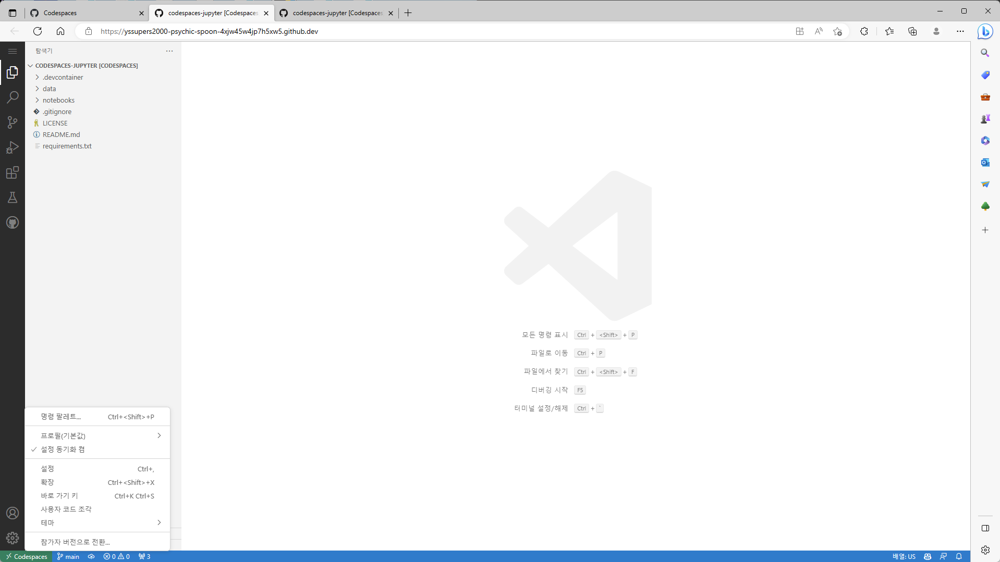 Codespaces
codespaces-jupyter [Codespaces
codespaces-jupyter [Codespaces
https://yssupers2000-psychic-spoon-4xjw45w4jp7h5xw5.github.dev
탐색기
CODESPACES-JUPYTER [CODESPACES]
.devcontainer
data
notebooks
.gitignore
LICENSE
README.md
requirements.txt
모든 명령 표시 Ctrl + <Shift> + P
파일로 이동 Ctrl + P
파일에서 찾기 Ctrl + <Shift> + F
디버깅 시작 F5
터미널 설정/해제 Ctrl + `
명령 팔레트... Ctrl+<Shift>+P
프로필(기본값)
설정 동기화 켬
설정 Ctrl+,
확장 Ctrl+<Shift>+X
바로 가기 키 Ctrl+K Ctrl+S
사용자 코드 조각
테마
참가자 버전으로 전환...
Codespaces main 0 0 3 배열: US